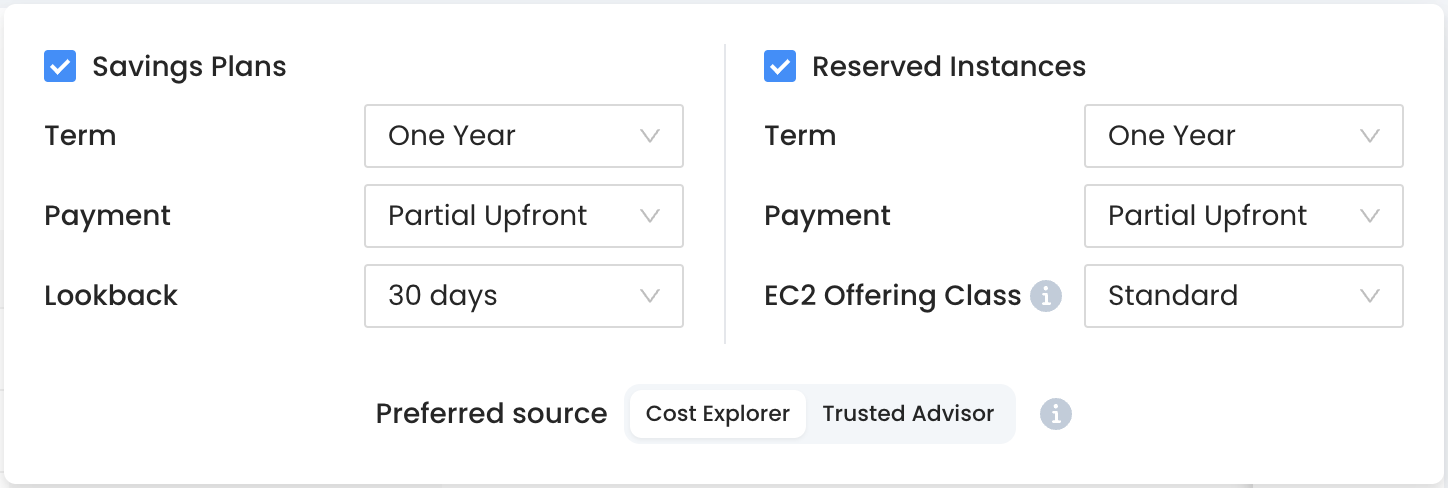 Savings Plans
Term
One Year
Payment
Partial Upfront
Lookback
30 days
Reserved Instances
Term
One Year
Payment
Partial Upfront
EC2 Offering Class
Standard
Preferred source
Cost Explorer
Trusted Advisor